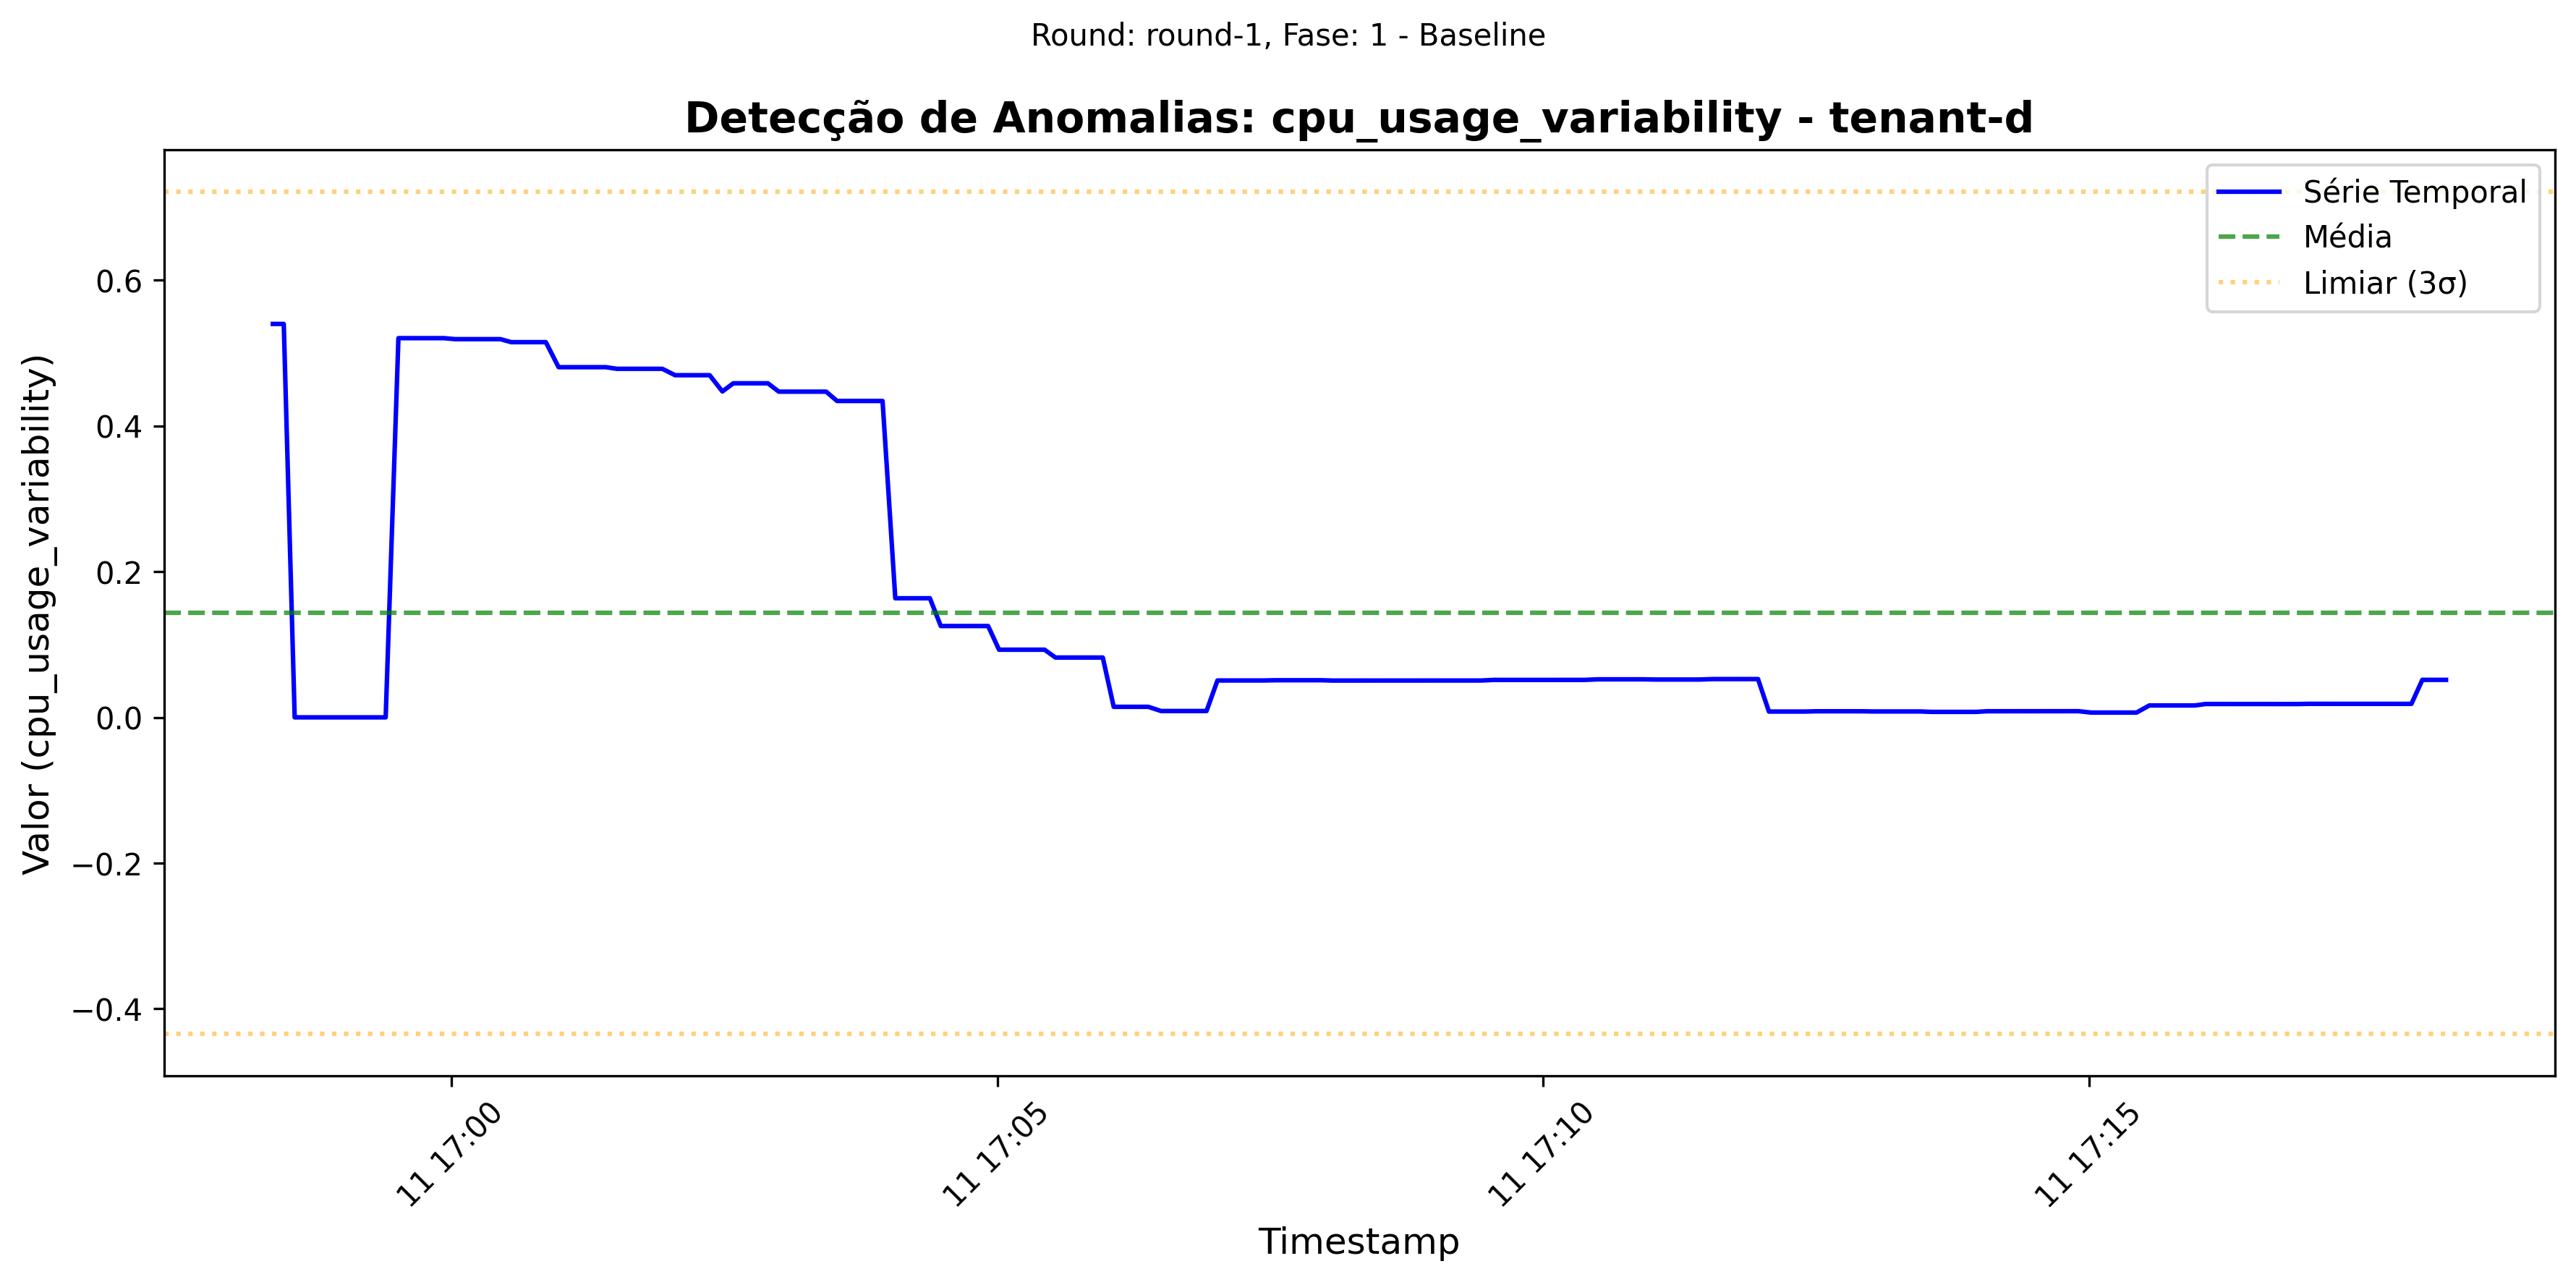 Round: round-1, Fase: 1 - Baseline
Detecção de Anomalias: cpu_usage_variability - tenant-d
Série Temporal
Média
Limiar (3σ)
Valor (cpu_usage_variability)
0.6
0.4
0.2
0.0
−0.2
−0.4
11 17:00
11 17:05
11 17:10
11 17:15
Timestamp